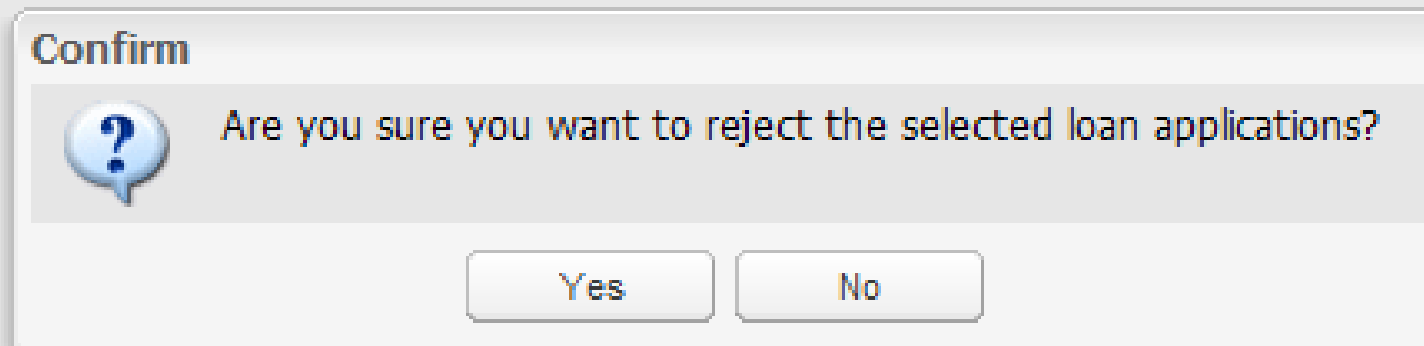 Confirm
Are you sure you want to reject the selected loan applications?
Yes No